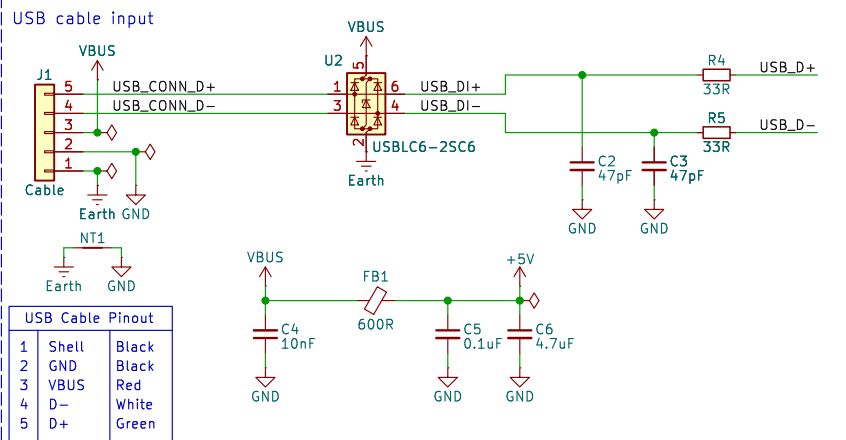 USB cable input
VBUS
J1
5
4
3
2
1
Cable
USB_CONN_D+
USB_CONN_D-
Earth
GND
VBUS
U2
5
1
3
6
4
2
USBLC6-2SC6
Earth
USB_DI+
USB_DI-
R4
33R
USB_D+
R5
33R
USB_D-
C2
47pF
C3
47pF
GND
GND
NT1
Earth
GND
VBUS
FB1
600R
+5V
C4
10nF
C5
0.1uF
C6
4.7uF
GND
GND
GND
USB Cable Pinout
1 Shell Black
2 GND Black
3 VBUS Red
4 D- White
5 D+ Green